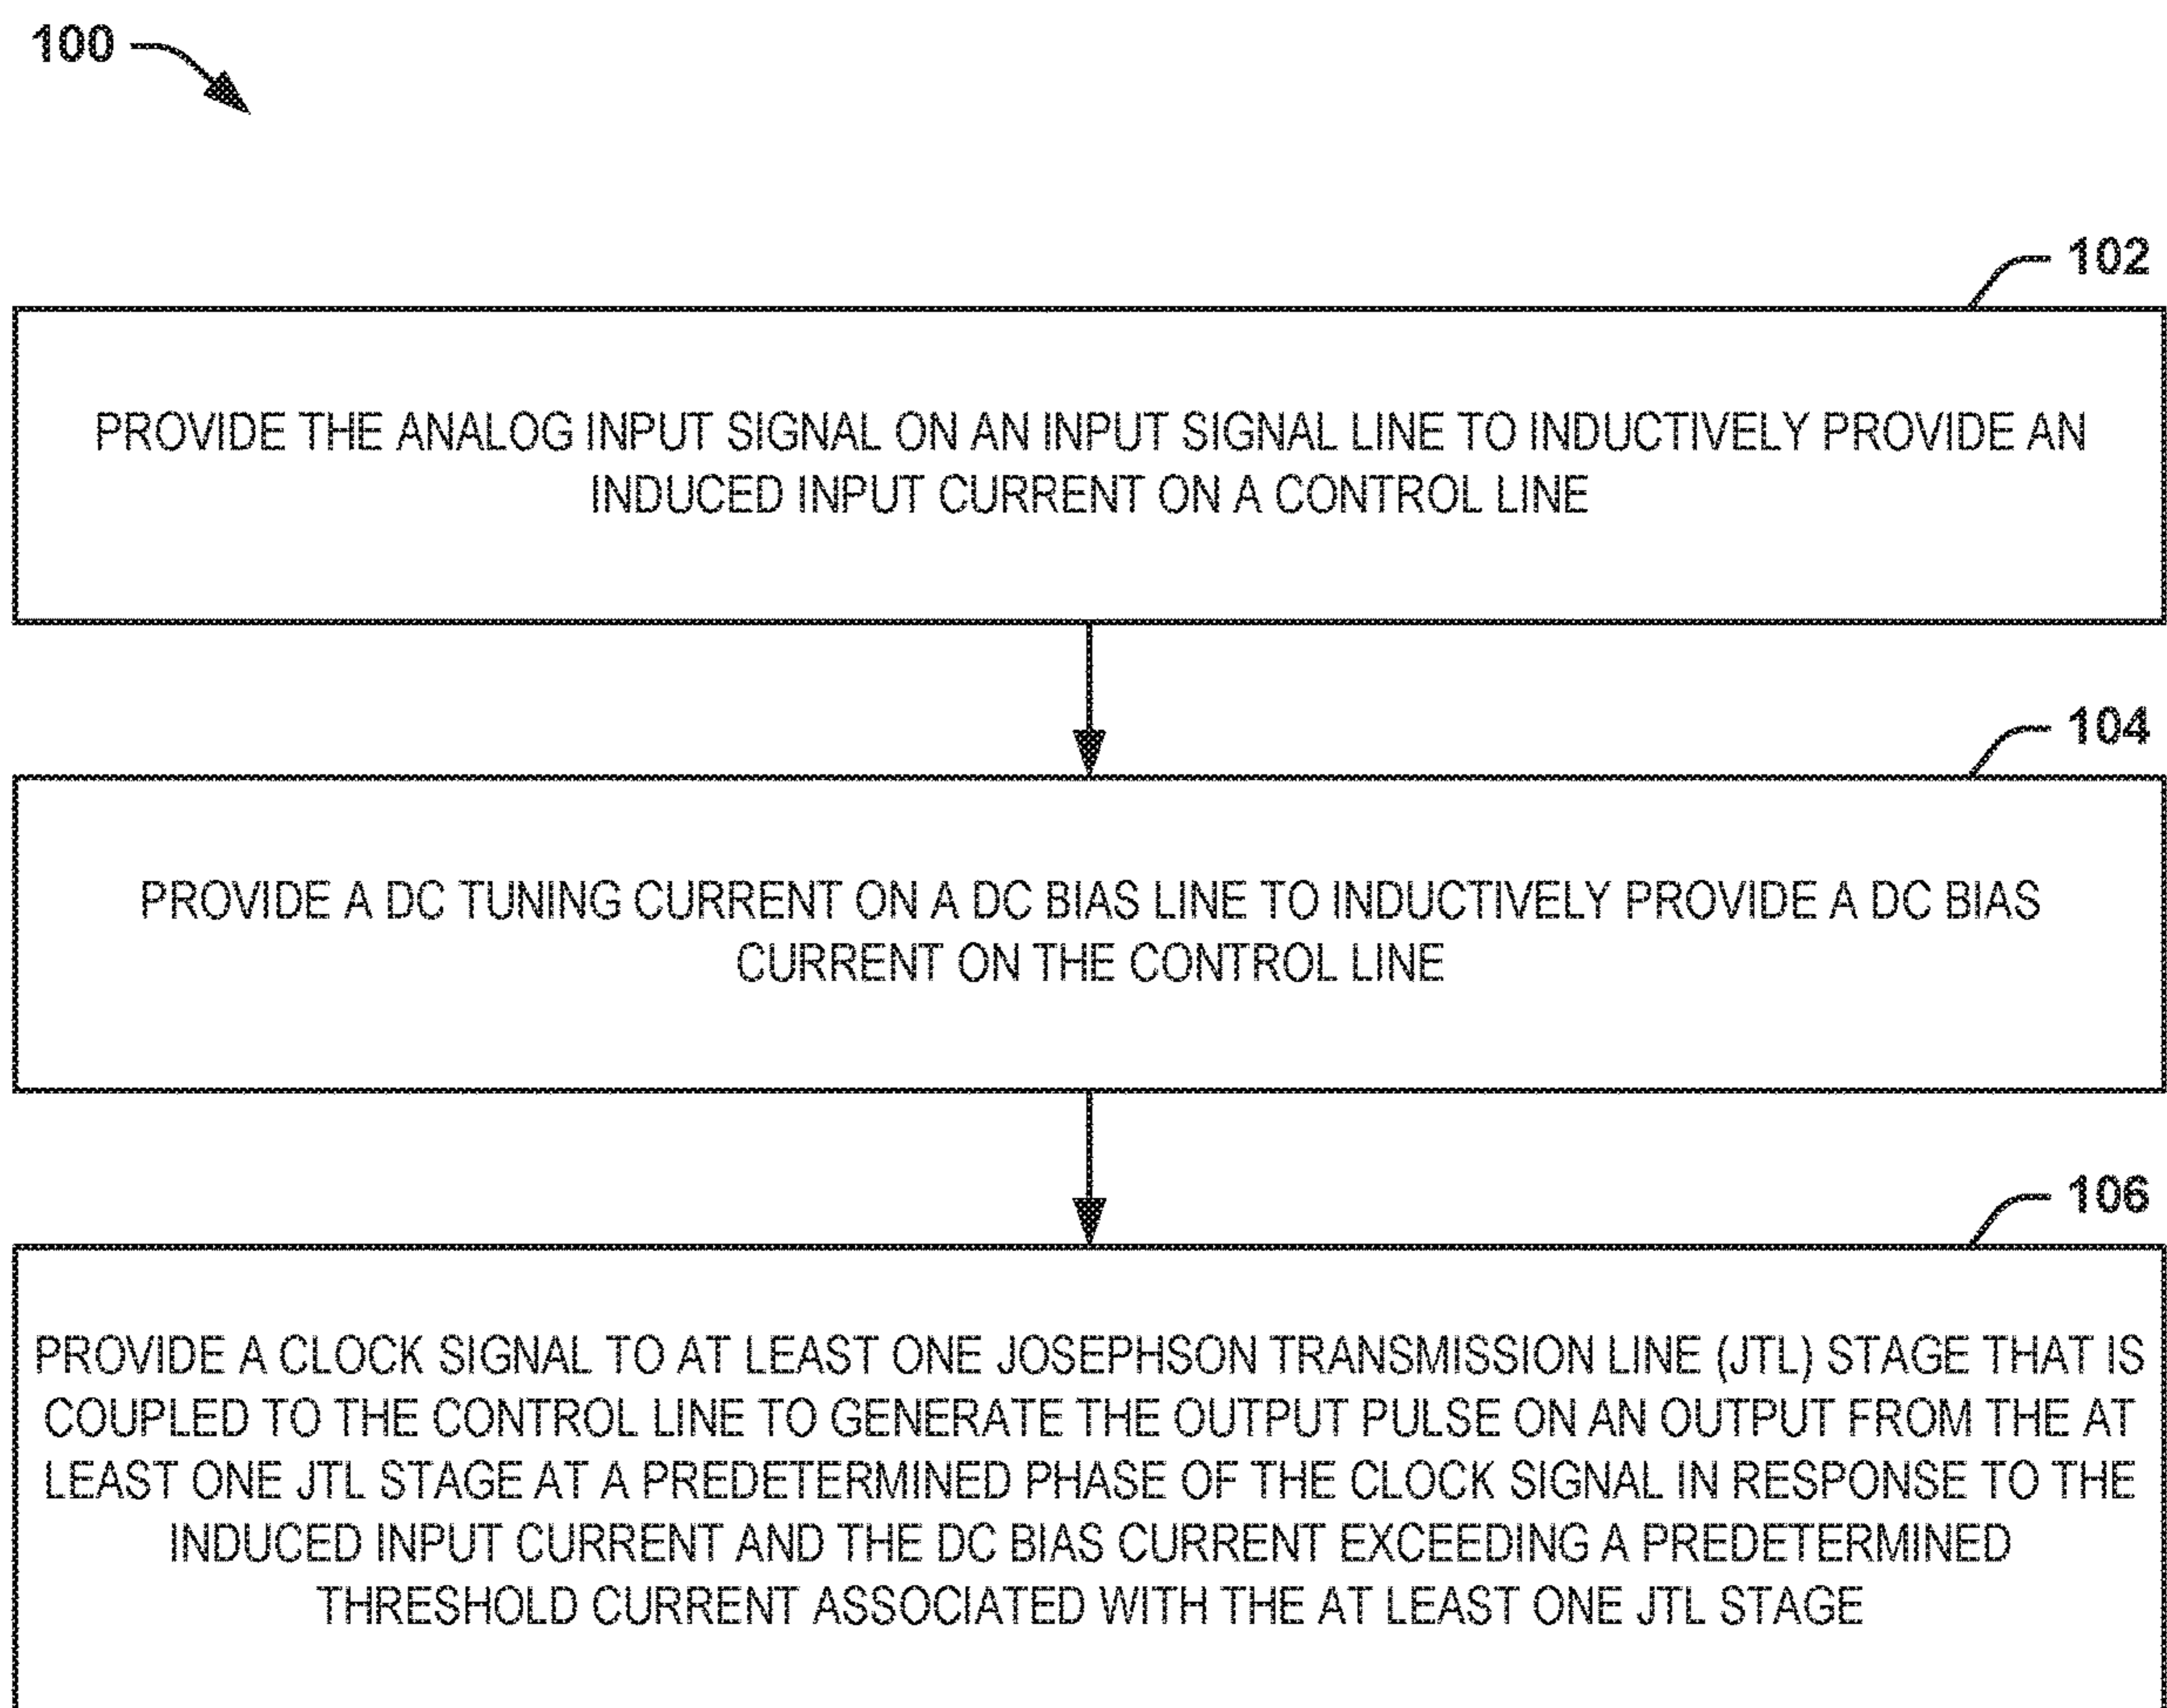 100
102
PROVIDE THE ANALOG INPUT SIGNAL ON AN INPUT SIGNAL LINE TO INDUCTIVELY PROVIDE AN
INDUCED INPUT CURRENT ON A CONTROL LINE
104
PROVIDE A DC TUNING CURRENT ON A DC BIAS LINE TO INDUCTIVELY PROVIDE A DC BIAS
CURRENT ON THE CONTROL LINE
106
PROVIDE A CLOCK SIGNAL TO AT LEAST ONE JOSEPHSON TRANSMISSION LINE (JTL) STAGE THAT IS
COUPLED TO THE CONTROL LINE TO GENERATE THE OUTPUT PULSE ON AN OUTPUT FROM THE AT
LEAST ONE JTL STAGE AT A PREDETERMINED PHASE OF THE CLOCK SIGNAL IN RESPONSE TO THE
INDUCED INPUT CURRENT AND THE DC BIAS CURRENT EXCEEDING A PREDETERMINED
THRESHOLD CURRENT ASSOCIATED WITH THE AT LEAST ONE JTL STAGE